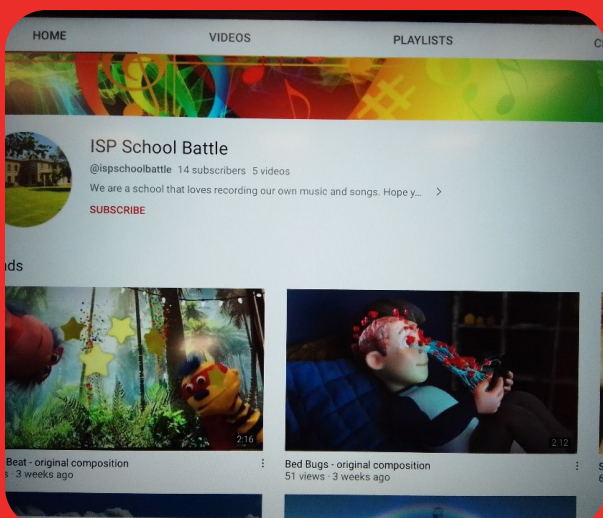 HOME VIDEOS PLAYLISTS
ISP School Battle
@ispschoolbattle 14 subscribers 5 videos
We are a school that loves recording our own music and songs. Hope y...
SUBSCRIBE
2:16 2:12
Beat - original composition Bed Bugs - original composition
3 weeks ago 51 views · 3 weeks ago